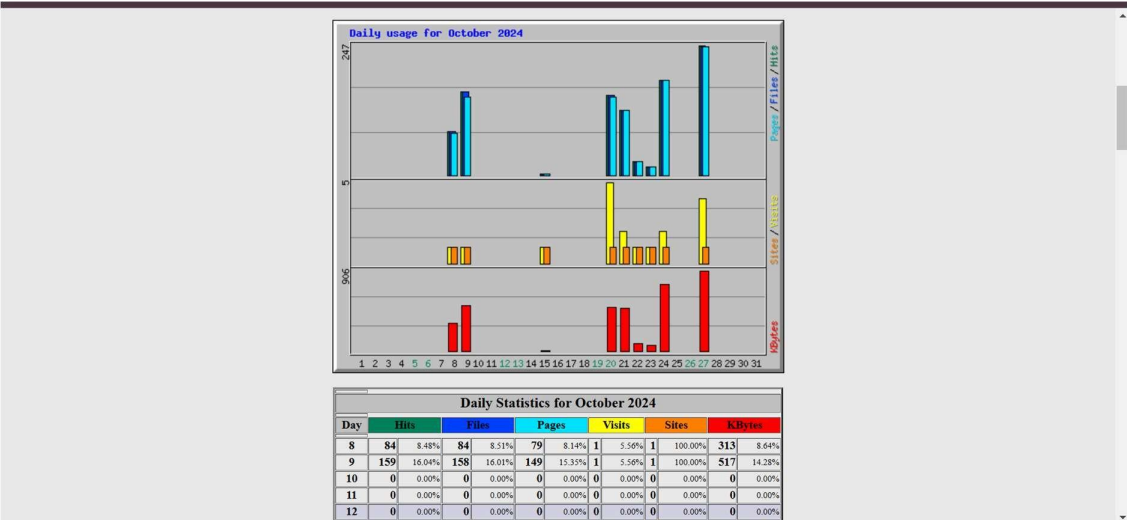 Daily usage for October 2024
247
Pages / Files / Hits
5
Sites / Visits
906
KBytes
1 2 3 4 5 6 7 8 9 10 11 12 13 14 15 16 17 18 19 20 21 22 23 24 25 26 27 28 29 30 31
Daily Statistics for October 2024
Day Hits Files Pages Visits Sites KBytes
8 84 8.48% 84 8.51% 79 8.14% 1 5.56% 1 100.00% 313 8.64%
9 159 16.04% 158 16.01% 149 15.35% 1 5.56% 1 100.00% 517 14.28%
10 0 0.00% 0 0.00% 0 0.00% 0 0.00% 0 0.00% 0 0.00%
11 0 0.00% 0 0.00% 0 0.00% 0 0.00% 0 0.00% 0 0.00%
12 0 0.00% 0 0.00% 0 0.00% 0 0.00% 0 0.00% 0 0.00%